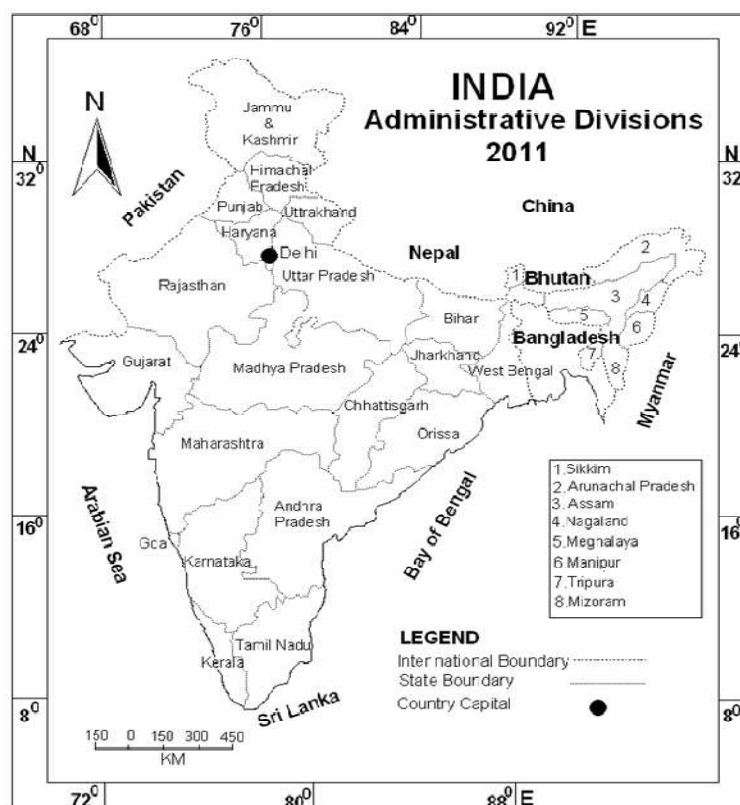 68⁰ 76⁰ 84⁰ 92⁰ E
INDIA
Administrative Divisions
2011
N
N
32⁰
N
32⁰
Jammu
&
Kashmir
Himachal
Pradesh
Punjab
Uttrakhand
Haryana
Delhi
Rajasthan
Uttar Pradesh
Pakistan
China
Nepal
Bhutan
1
2
3
4
5
6
7
8
24⁰
24⁰
Bihar
Bangladesh
Gujarat
Madhya Pradesh
Jharkhand
West Bengal
Myanmar
Chhattisgarh
Maharashtra
Orissa
1.Sikkim
2.Arunachal Pradesh
3.Assam
4.Nagaland
5.Meghalaya
6.Manipur
7.Tripura
8.Mizoram
16⁰
16⁰
Arabian Sea
Andhra
Pradesh
Bay of Bengal
Goa
Karnataka
Tamil Nadu
Kerala
Sri Lanka
LEGEND
International Boundary
State Boundary
Country Capital
8⁰
8⁰
150 0 150 300 450
KM
72⁰ 80⁰ 88⁰ E